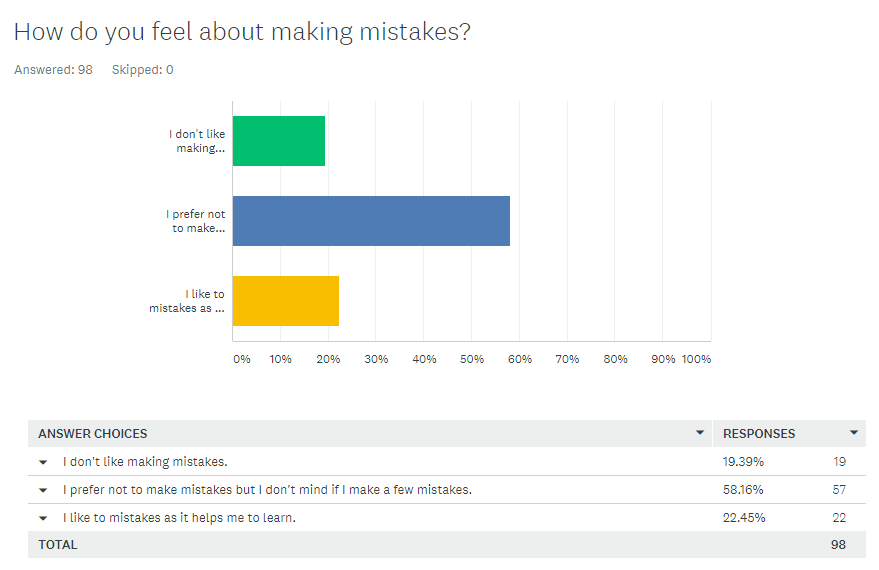 How do you feel about making mistakes?
Answered: 98 Skipped: 0
I don't like
making...
I prefer not
to make...
I like to
mistakes as ...
0% 10% 20% 30% 40% 50% 60% 70% 80% 90% 100%
ANSWER CHOICES RESPONSES
I don't like making mistakes. 19.39% 19
I prefer not to make mistakes but I don't mind if I make a few mistakes. 58.16% 57
I like to mistakes as it helps me to learn. 22.45% 22
TOTAL 98